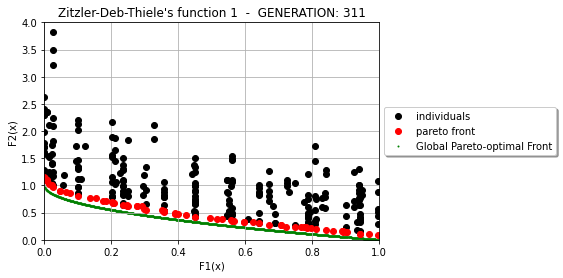 Zitzler-Deb-Thiele's function 1 - GENERATION: 311
4.0
3.5
3.0
2.5
2.0
1.5
1.0
0.5
0.0
F2(x)
0.0 0.2 0.4 0.6 0.8 1.0
F1(x)
individuals
pareto front
Global Pareto-optimal Front